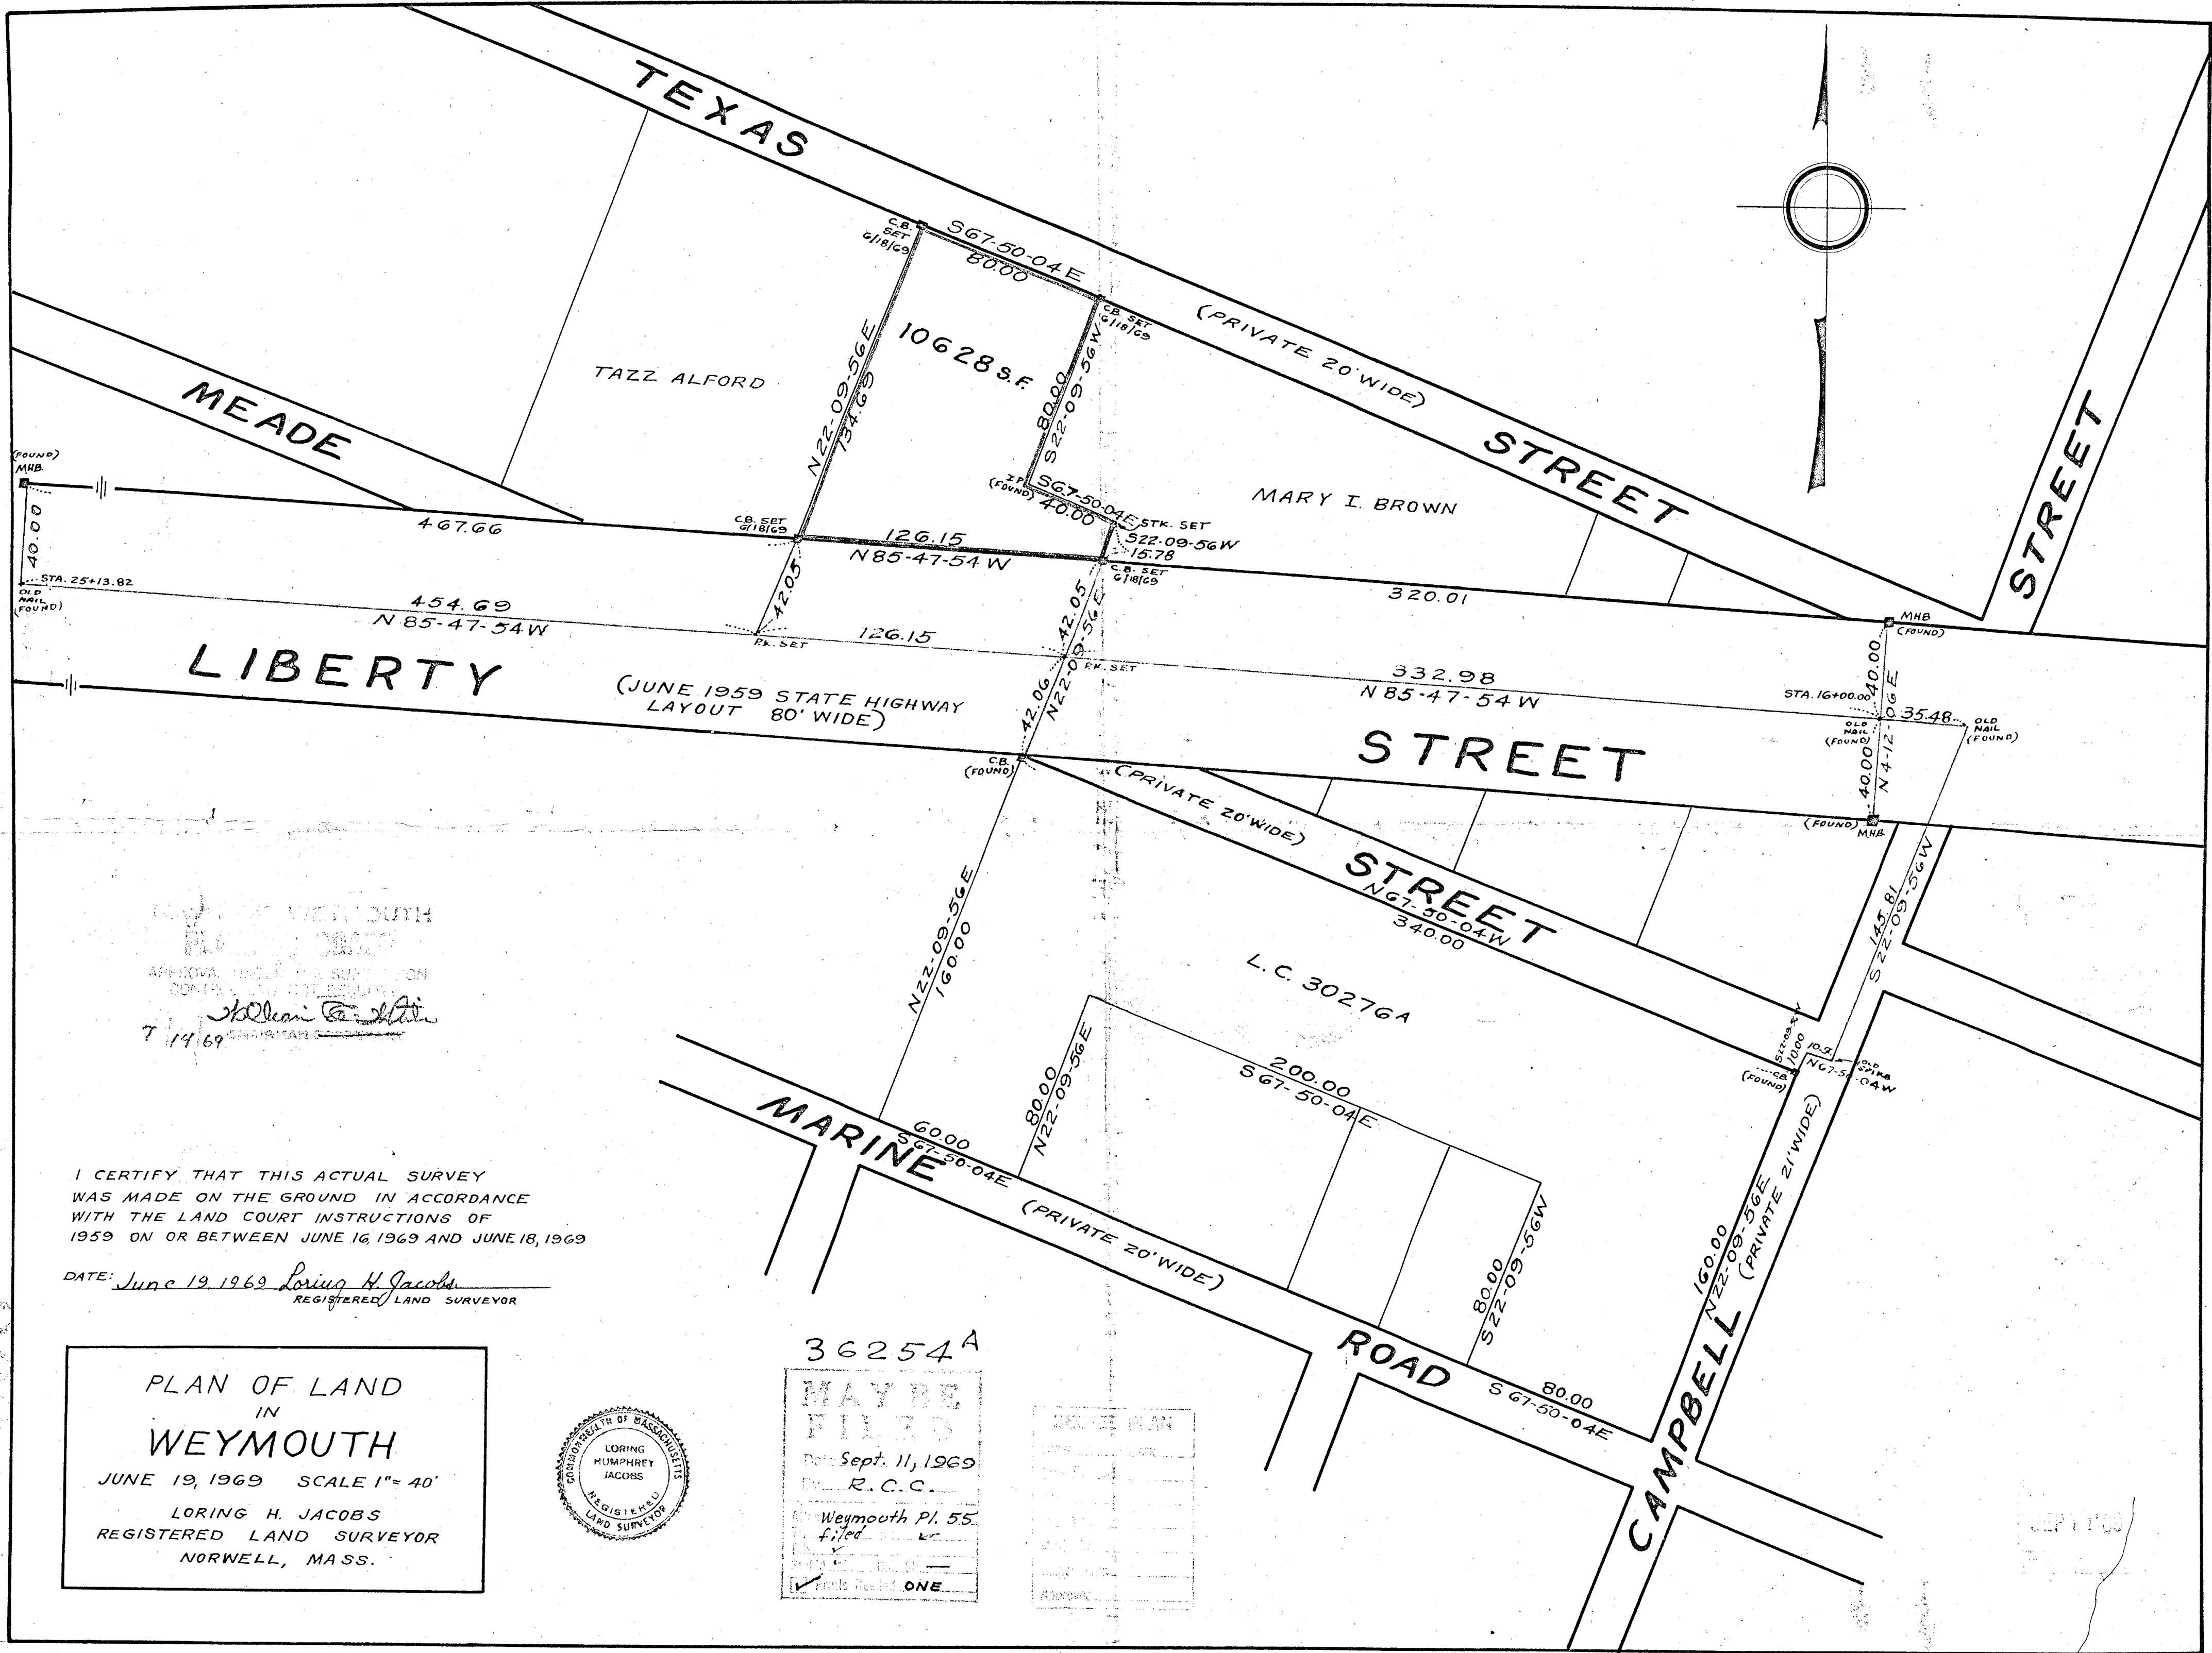 TEXAS
STREET
(PRIVATE 20' WIDE)
C.B.
SET
6/18/69
S67-50-04E
80.00
C.B. SET
6/18/69
10628 S.F.
N22-09-56E
134.69
80.00
S22-09-56W
TAZZ ALFORD
MARY I. BROWN
I.P.
(FOUND)
S67-50-04E
40.00
STK. SET
S22-09-56W
15.78
C.B. SET
6/18/69
MEADE
STREET
(FOUND)
MHB.
40.00
STA. 25+13.82
OLD
NAIL
(FOUND)
467.66
C.B. SET
6/18/69
126.15
N85-47-54W
320.01
MHB
(FOUND)
454.69
N 85-47-54W
42.05
P.K. SET
126.15
42.05
N22-09-56E
P.K. SET
332.98
N 85-47-54W
STA. 16+00.00
40.00
N4-12-06E
35.48
OLD
NAIL
(FOUND)
OLD
NAIL
(FOUND)
40.00
(FOUND)
M.H.B.
LIBERTY
STREET
(JUNE 1959 STATE HIGHWAY
LAYOUT 80' WIDE)
42.06
C.B.
(FOUND)
(PRIVATE 20' WIDE)
STREET
N67-50-04W
340.00
145.81
S22-09-56W
N22-09-56E
160.00
L.C. 30276A
10.00
C.B.
(FOUND)
OLD
SPIKE
N67-50-04W
80.00
N22-09-56E
200.00
S67-50-04E
60.00
S67-50-04E
80.00
S22-09-56W
80.00
S67-50-04E
MARINE
ROAD
(PRIVATE 20' WIDE)
160.00
N22-09-56E
(PRIVATE 21' WIDE)
CAMPBELL
7/14/69
I CERTIFY THAT THIS ACTUAL SURVEY
WAS MADE ON THE GROUND IN ACCORDANCE
WITH THE LAND COURT INSTRUCTIONS OF
1959 ON OR BETWEEN JUNE 16, 1969 AND JUNE 18, 1969
DATE: June 19, 1969 Loring H. Jacobs
REGISTERED LAND SURVEYOR
PLAN OF LAND
IN
WEYMOUTH
JUNE 19, 1969 SCALE 1"= 40'
LORING H. JACOBS
REGISTERED LAND SURVEYOR
NORWELL, MASS.
COMMONWEALTH OF MASSACHUSETTS
LORING
HUMPHREY
JACOBS
REGISTERED
LAND SURVEYOR
36254A
MAY BE
FILED
Sept. 11, 1969
R.C.C.
Weymouth Pl. 55
filed
ONE